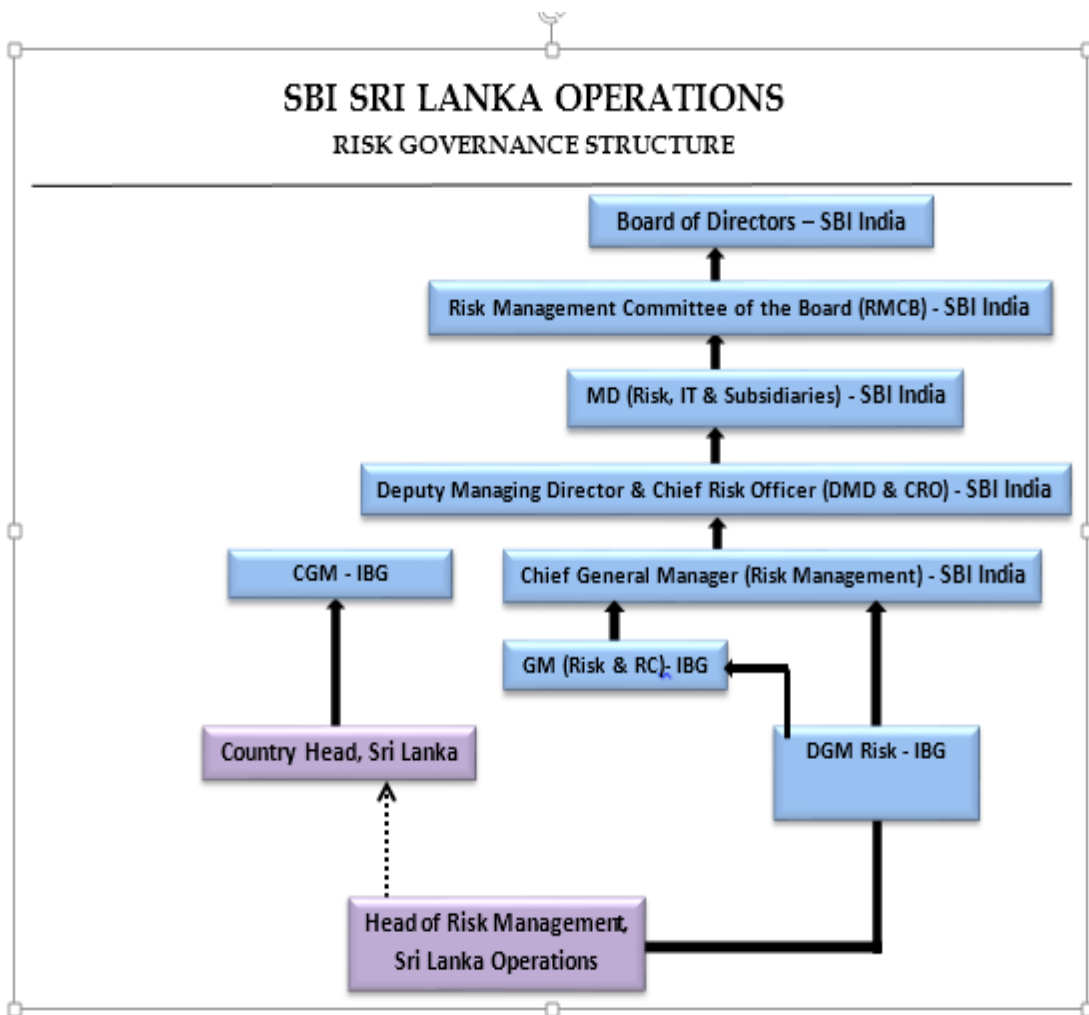 SBI SRI LANKA OPERATIONS
RISK GOVERNANCE STRUCTURE
Board of Directors – SBI India
Risk Management Committee of the Board (RMCB) - SBI India
MD (Risk, IT & Subsidiaries) - SBI India
Deputy Managing Director & Chief Risk Officer (DMD & CRO) - SBI India
CGM - IBG
Chief General Manager (Risk Management) - SBI India
GM (Risk & RC)- IBG
Country Head, Sri Lanka
DGM Risk - IBG
Head of Risk Management,
Sri Lanka Operations